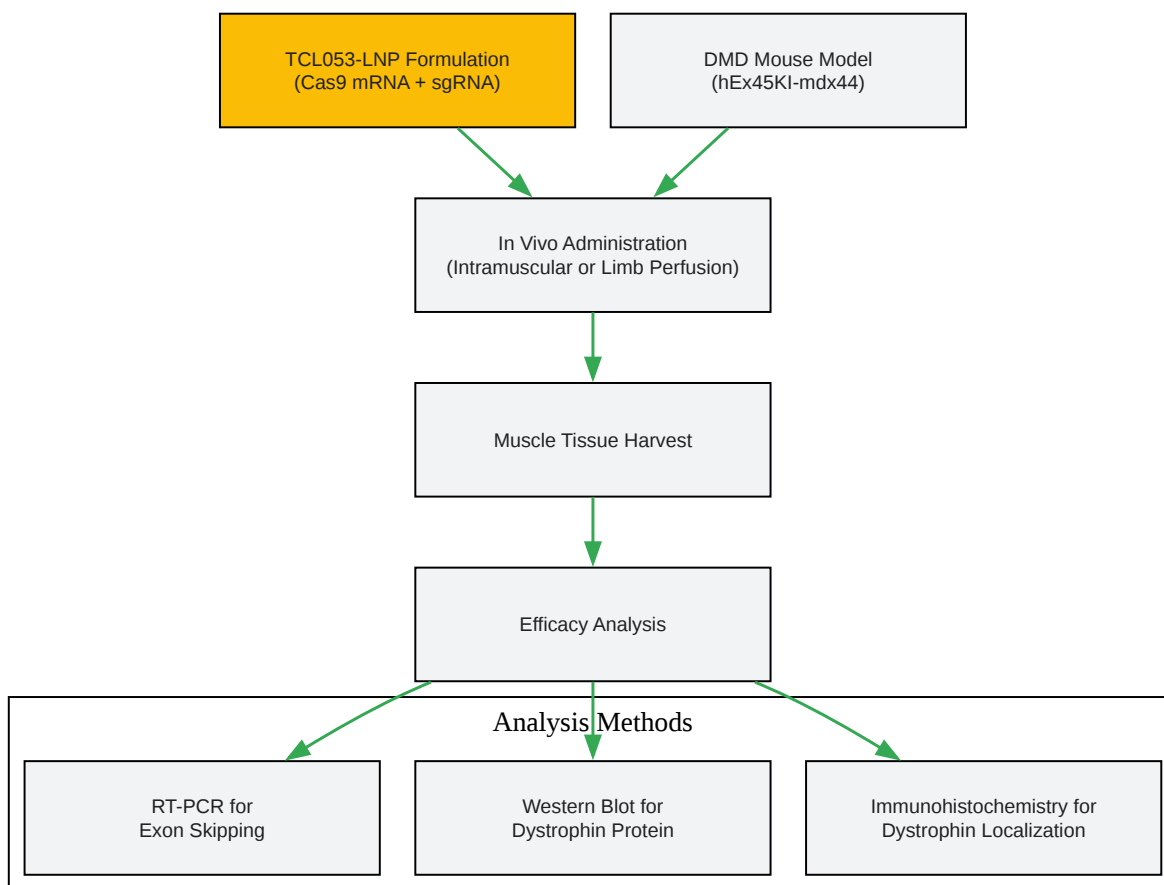 TCL053-LNP Formulation
(Cas9 mRNA + sgRNA)
DMD Mouse Model
(hEx45KI-mdx44)
In Vivo Administration
(Intramuscular or Limb Perfusion)
Muscle Tissue Harvest
Efficacy Analysis
Analysis Methods
RT-PCR for
Exon Skipping
Western Blot for
Dystrophin Protein
Immunohistochemistry for
Dystrophin Localization